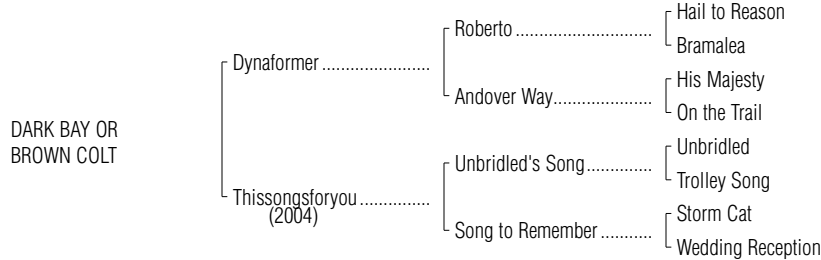 Hail to Reason
Roberto ..............................
Bramalea
Dynaformer ........................
His Majesty
Andover Way......................
On the Trail
DARK BAY OR
BROWN COLT
Unbridled
Unbridled's Song...............
Trolley Song
Thissongsforyou ................
(2004)
Storm Cat
Song to Remember ...........
Wedding Reception